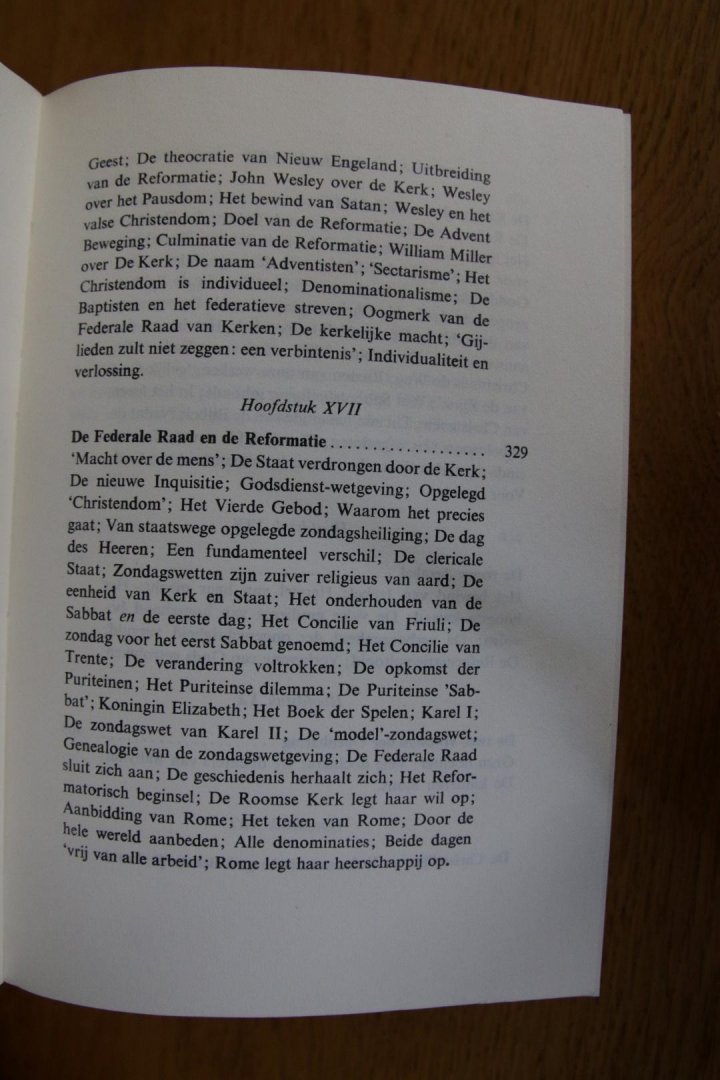 Geest; De theocratie van Nieuw Engeland; Uitbreiding
van de Reformatie; John Wesley over de Kerk; Wesley
over het Pausdom; Het bewind van Satan; Wesley en het
valse Christendom; Doel van de Reformatie; De Advent
Beweging; Culminatie van de Reformatie; William Miller
over De Kerk; De naam ‘Adventisten’; ‘Sectarisme’; Het
Christendom is individueel; Denominationalisme; De
Baptisten en het federatieve streven; Oogmerk van de
Federale Raad van Kerken; De kerkelijke macht; ‘Gij-
lieden zult niet zeggen: een verbintenis’; Individualiteit en
verlossing.
Hoofdstuk XVII
De Federale Raad en de Reformatie . . . . . . . . . . . . . . . . . . . 329
‘Macht over de mens’; De Staat verdrongen door de Kerk;
De nieuwe Inquisitie; Godsdienst-wetgeving; Opgelegd
‘Christendom’; Het Vierde Gebod; Waarom het precies
gaat; Van staatswege opgelegde zondagsheiliging; De dag
des Heeren; Een fundamenteel verschil; De clericale
Staat; Zondagswetten zijn zuiver religieus van aard; De
eenheid van Kerk en Staat; Het onderhouden van de
Sabbat en de eerste dag; Het Concilie van Friuli; De
zondag voor het eerst Sabbat genoemd; Het Concilie van
Trente; De verandering voltrokken; De opkomst der
Puriteinen; Het Puriteinse dilemma; De Puriteinse ’Sab-
bat’; Koningin Elizabeth; Het Boek der Spelen; Karel I;
De zondagswet van Karel II; De ‘model’-zondagswet;
Genealogie van de zondagswetgeving; De Federale Raad
sluit zich aan; De geschiedenis herhaalt zich; Het Refor-
matorisch beginsel; De Roomse Kerk legt haar wil op;
Aanbidding van Rome; Het teken van Rome; Door de
hele wereld aanbeden; Alle denominaties; Beide dagen
‘vrij van alle arbeid’; Rome legt haar heerschappij op.